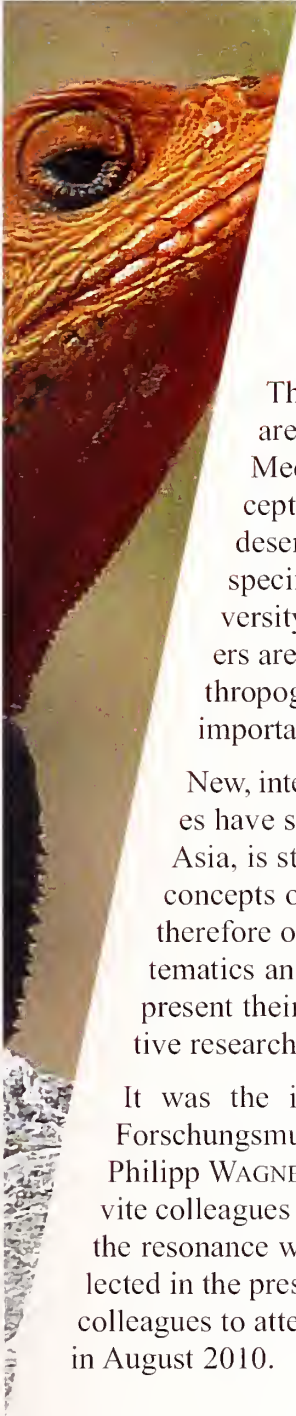 Th
are
Med
cept
deser
specif
versity
ers are
thropog
importa
New, inte
es have s
Asia, is st
concepts o
therefore o
tematics an
present their
tive research
It was the i
Forschungsmu
Philipp WAGNE
vite colleagues
the resonance w
lected in the pres
colleagues to atte
in August 2010.